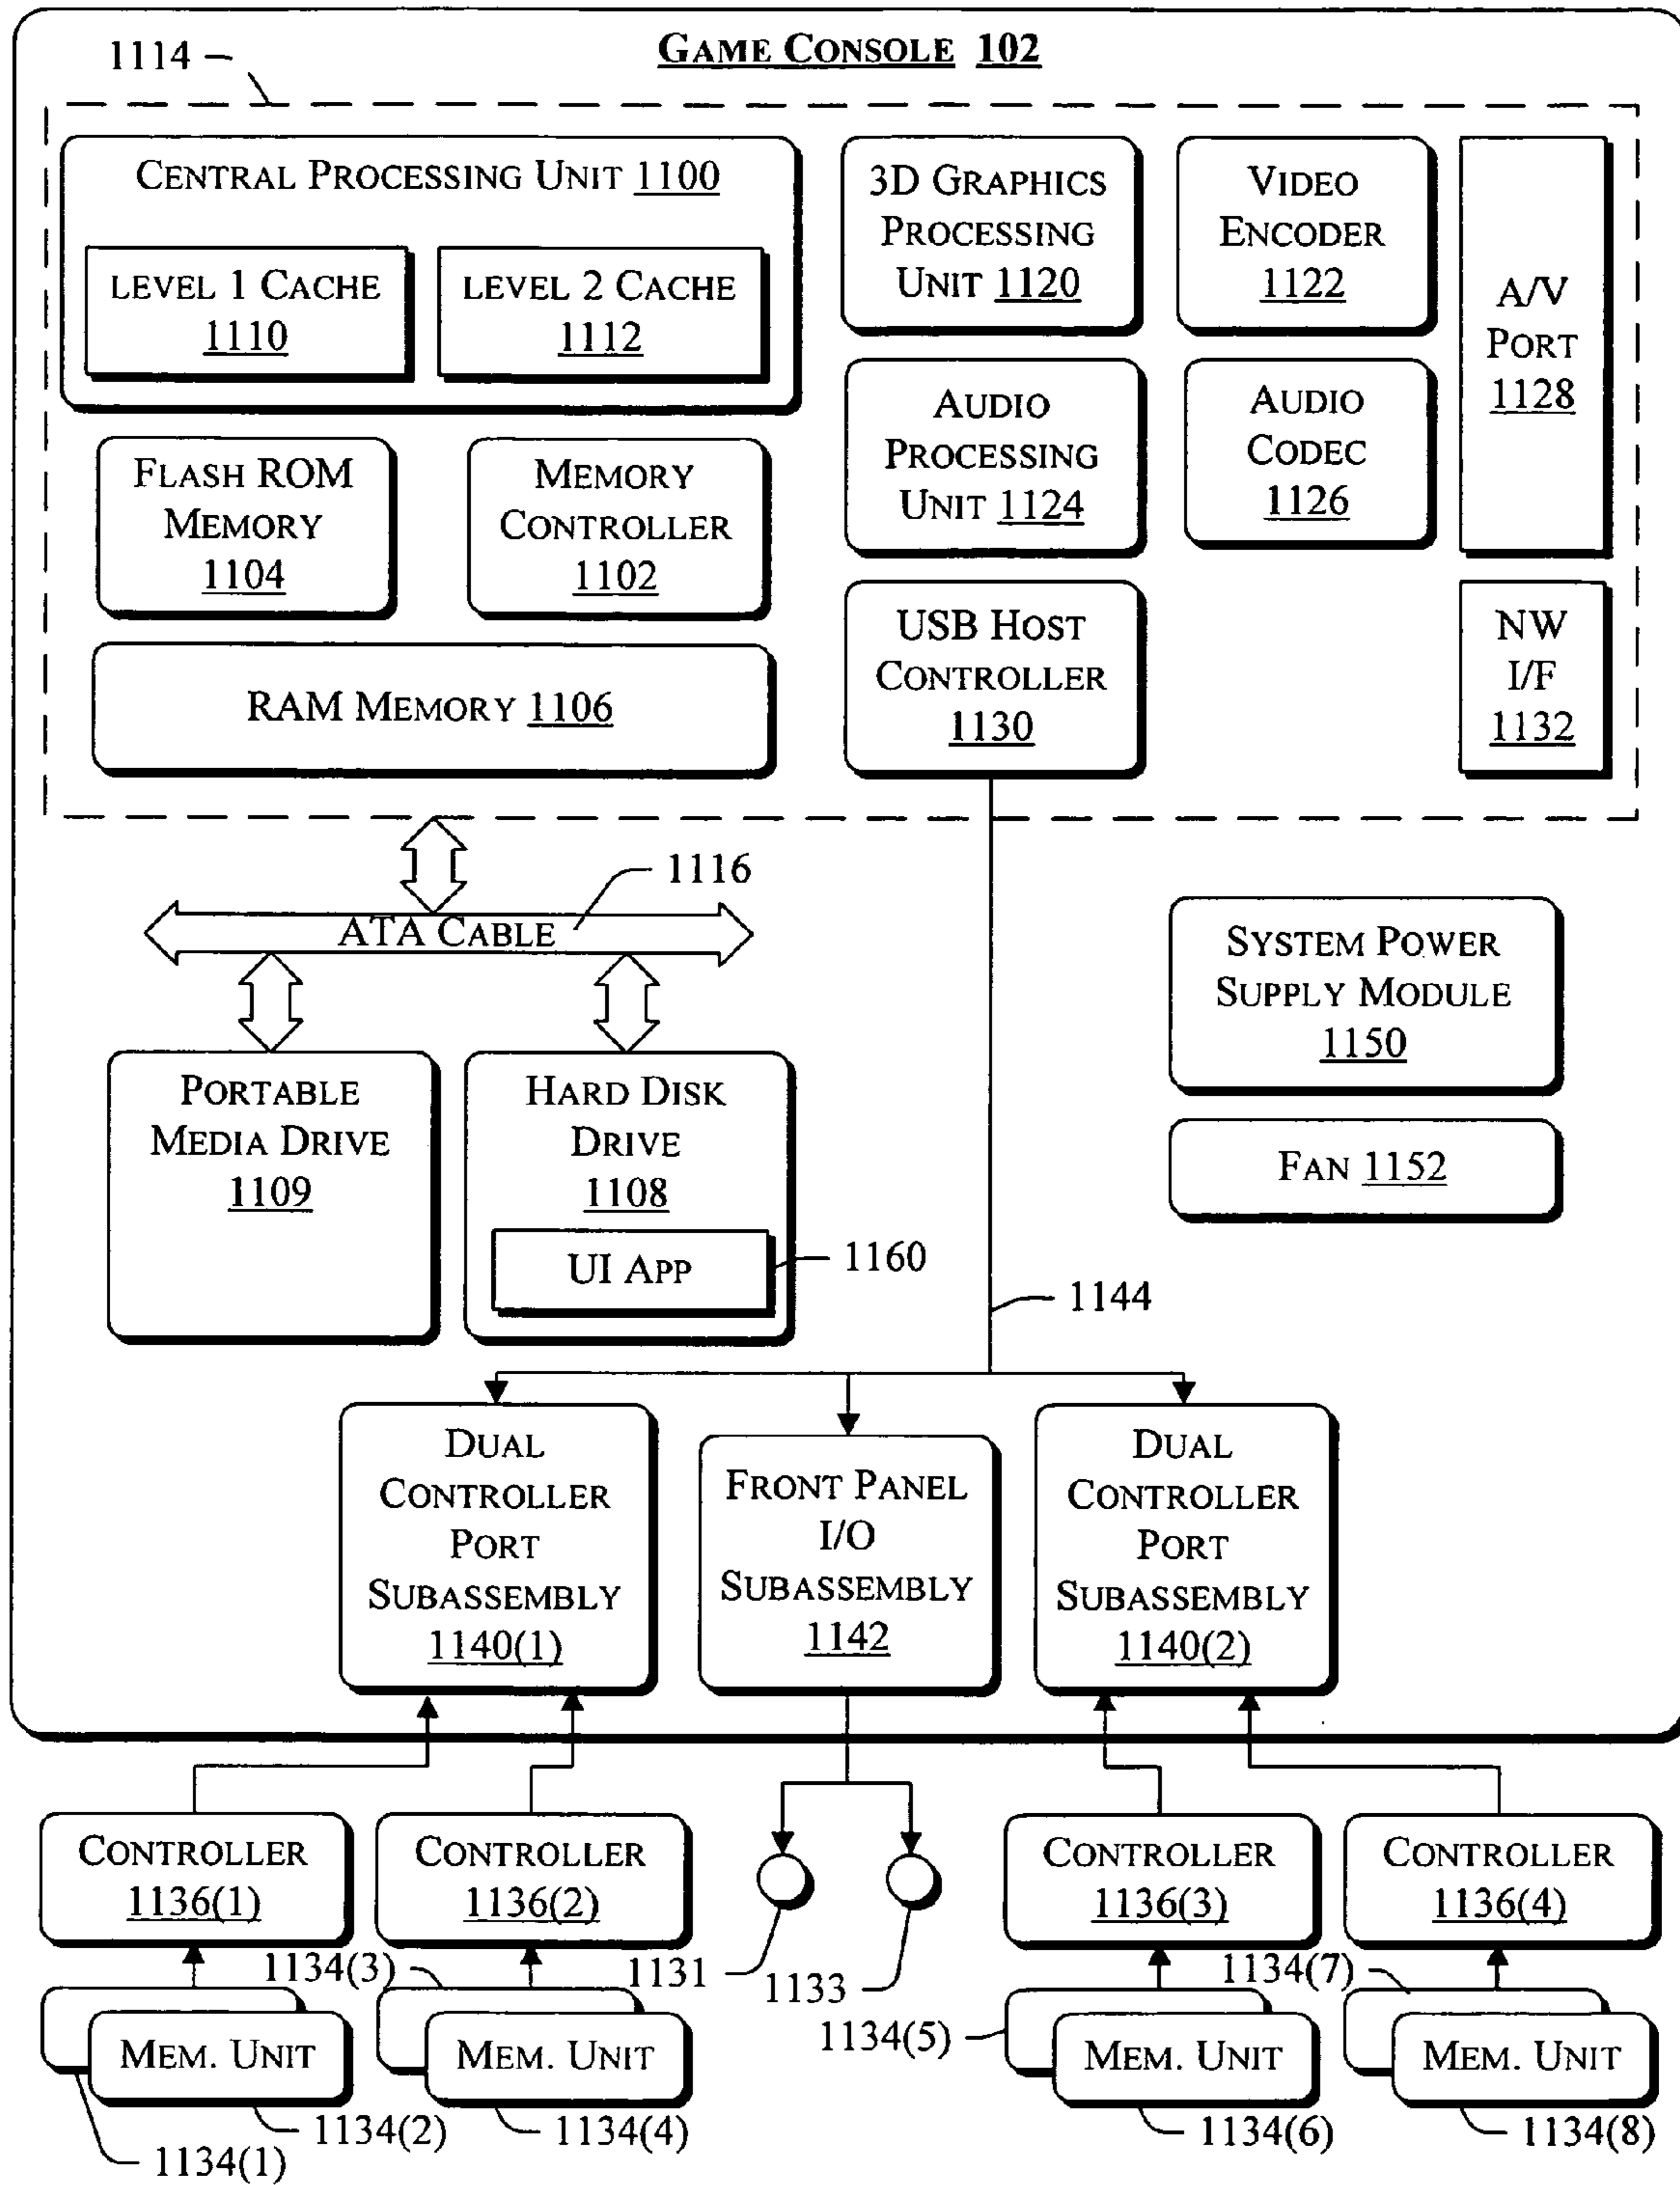 GAME CONSOLE 102
1114
CENTRAL PROCESSING UNIT 1100
LEVEL 1 CACHE
1110
LEVEL 2 CACHE
1112
3D GRAPHICS
PROCESSING
UNIT 1120
VIDEO
ENCODER
1122
A/V
PORT
1128
AUDIO
PROCESSING
UNIT 1124
AUDIO
CODEC
1126
FLASH ROM
MEMORY
1104
MEMORY
CONTROLLER
1102
USB HOST
CONTROLLER
1130
NW
I/F
1132
RAM MEMORY 1106
1116
ATA CABLE
SYSTEM POWER
SUPPLY MODULE
1150
PORTABLE
MEDIA DRIVE
1109
HARD DISK
DRIVE
1108
UI APP
1160
FAN 1152
1144
DUAL
CONTROLLER
PORT
SUBASSEMBLY
1140(1)
FRONT PANEL
I/O
SUBASSEMBLY
1142
DUAL
CONTROLLER
PORT
SUBASSEMBLY
1140(2)
CONTROLLER
1136(1)
CONTROLLER
1136(2)
CONTROLLER
1136(3)
CONTROLLER
1136(4)
1134(3)
1131
1133
1134(7)
1134(5)
MEM. UNIT
MEM. UNIT
MEM. UNIT
MEM. UNIT
1134(2)
1134(4)
1134(6)
1134(8)
1134(1)